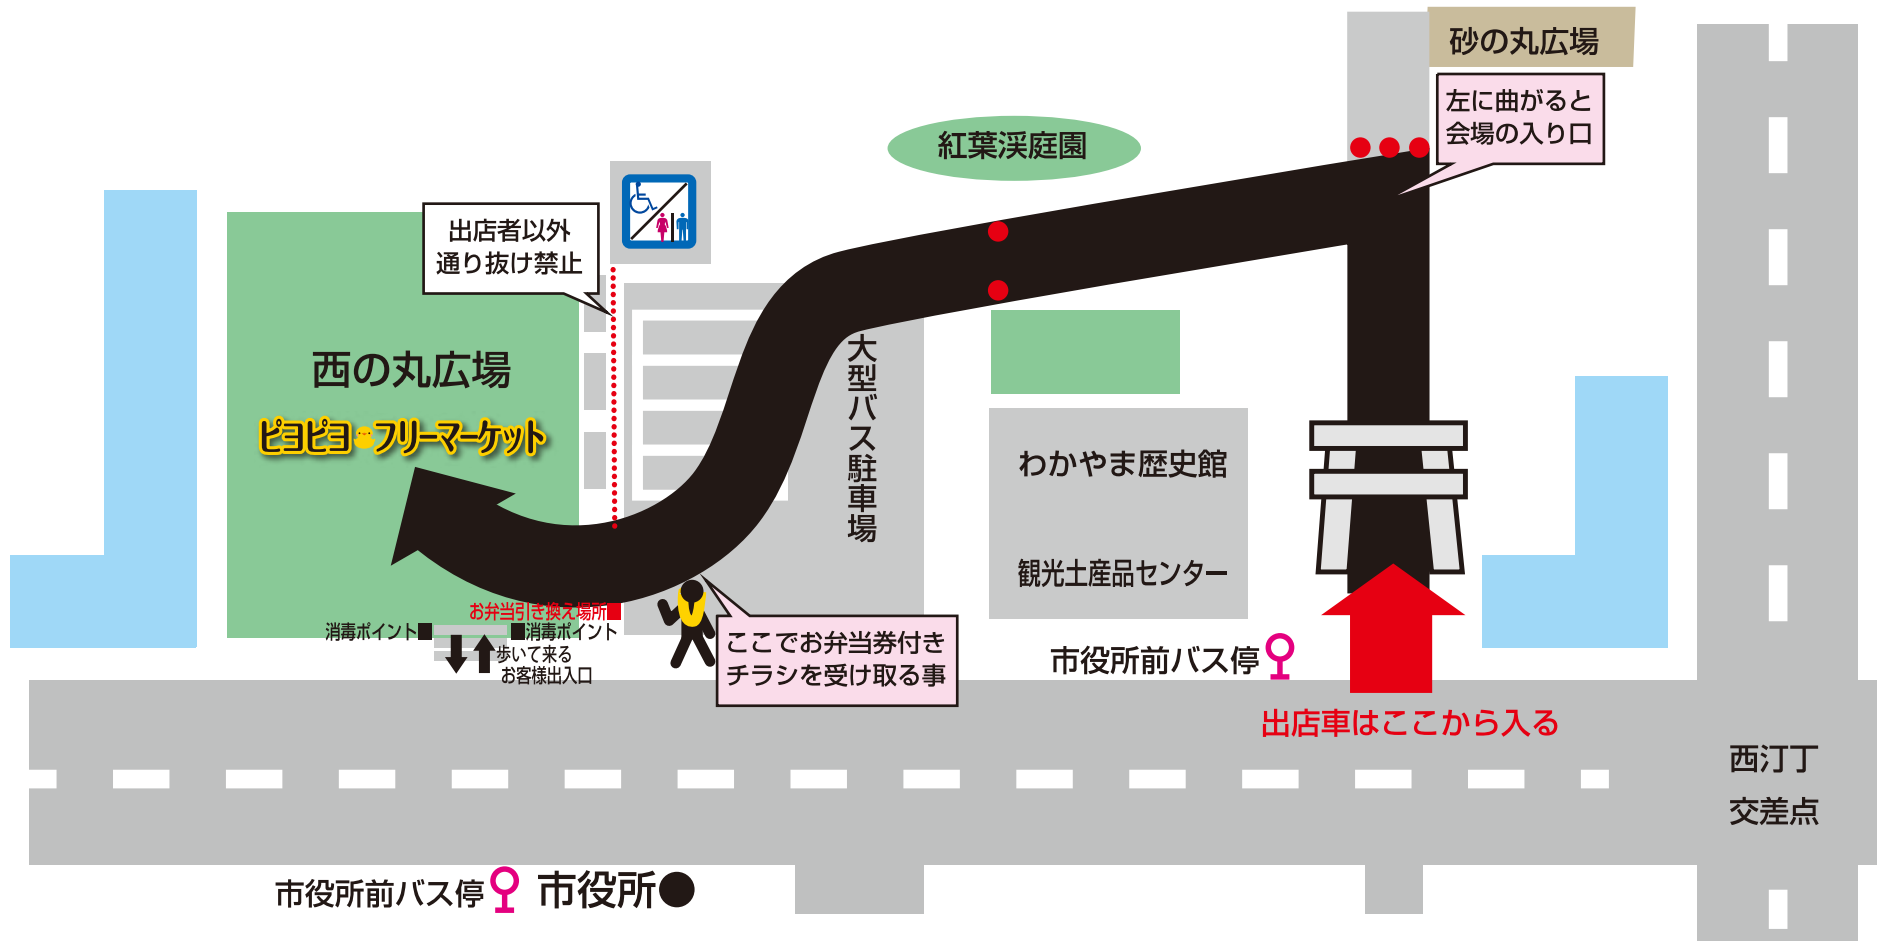 砂の丸広場
左に曲がると
会場の入り口
紅葉渓庭園
出店者以外
通り抜け禁止
西の丸広場
ピヨピヨフリーマーケット
大型バス駐車場
わかやま歴史館
観光土産品センター
お弁当引き換え場所
消毒ポイント
消毒ポイント
歩いて来る
お客様出入口
ここでお弁当券付き
チラシを受け取る事
市役所前バス停
出店車はここから入る
西汀丁
交差点
市役所前バス停
市役所